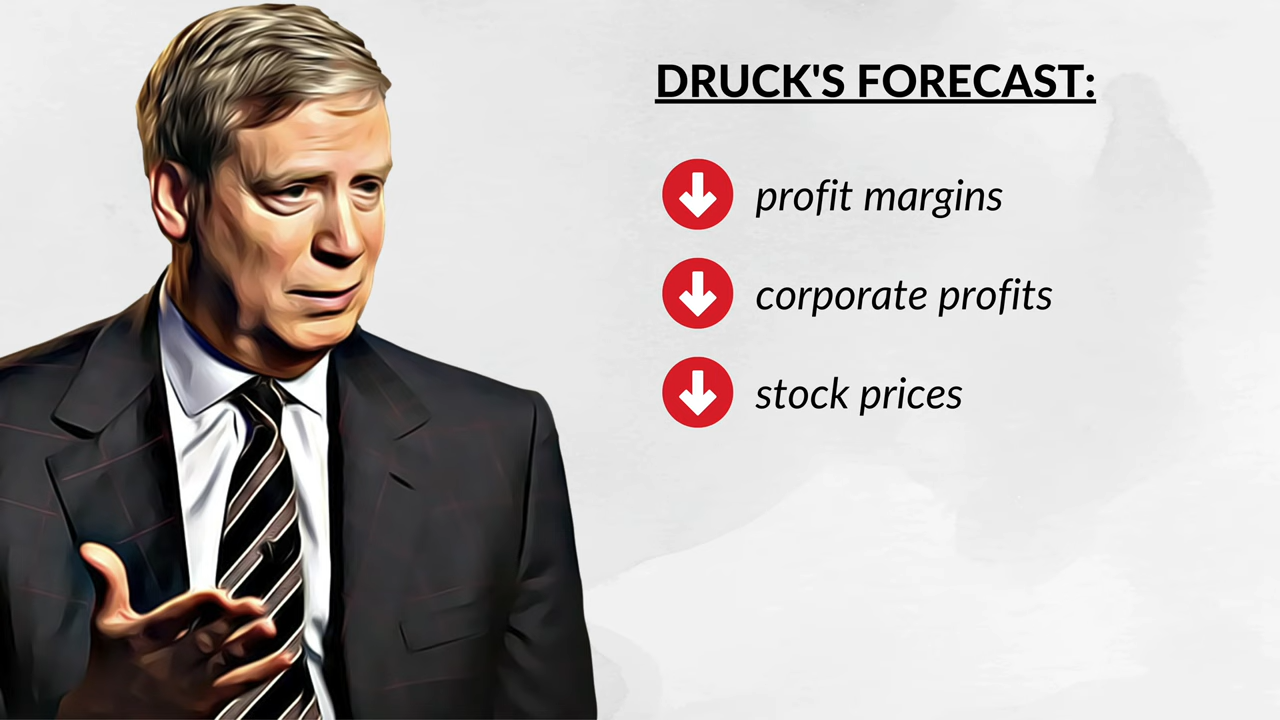 DRUCK'S FORECAST:
profit margins
corporate profits
stock prices